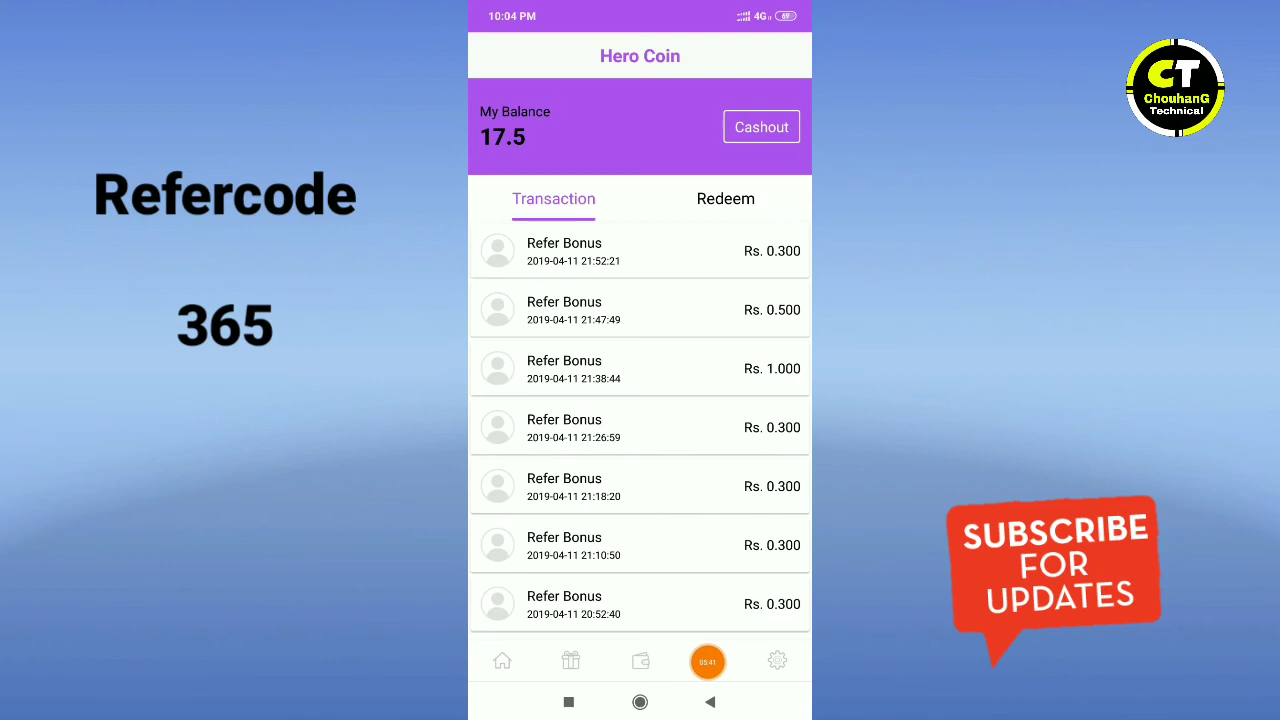 10:04 PM
4G
69
Hero Coin
My Balance
17.5
Cashout
Transaction
Redeem
Refer Bonus
2019-04-11 21:52:21
Rs. 0.300
Refer Bonus
2019-04-11 21:47:49
Rs. 0.500
Refer Bonus
2019-04-11 21:38:44
Rs. 1.000
Refer Bonus
2019-04-11 21:26:59
Rs. 0.300
Refer Bonus
2019-04-11 21:18:20
Rs. 0.300
Refer Bonus
2019-04-11 21:10:50
Rs. 0.300
Refer Bonus
2019-04-11 20:52:40
Rs. 0.300
05:41
Refercode
365
CT
ChouhanG
Technical
SUBSCRIBE
FOR
UPDATES